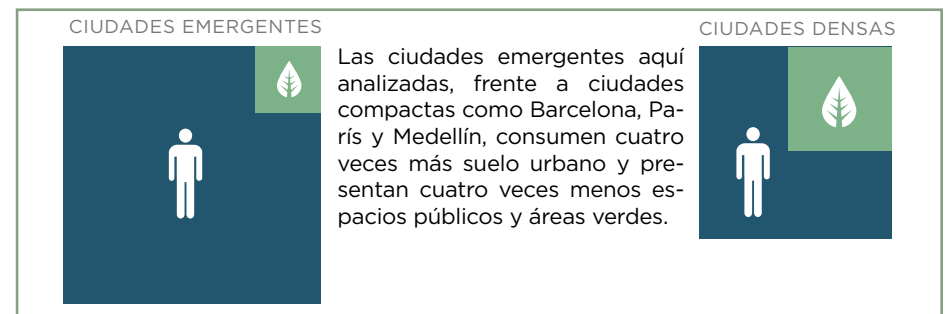 CIUDADES EMERGENTES
Las ciudades emergentes aquí
analizadas, frente a ciudades
compactas como Barcelona, Pa-
rís y Medellín, consumen cuatro
veces más suelo urbano y pre-
sentan cuatro veces menos es-
pacios públicos y áreas verdes.
CIUDADES DENSAS